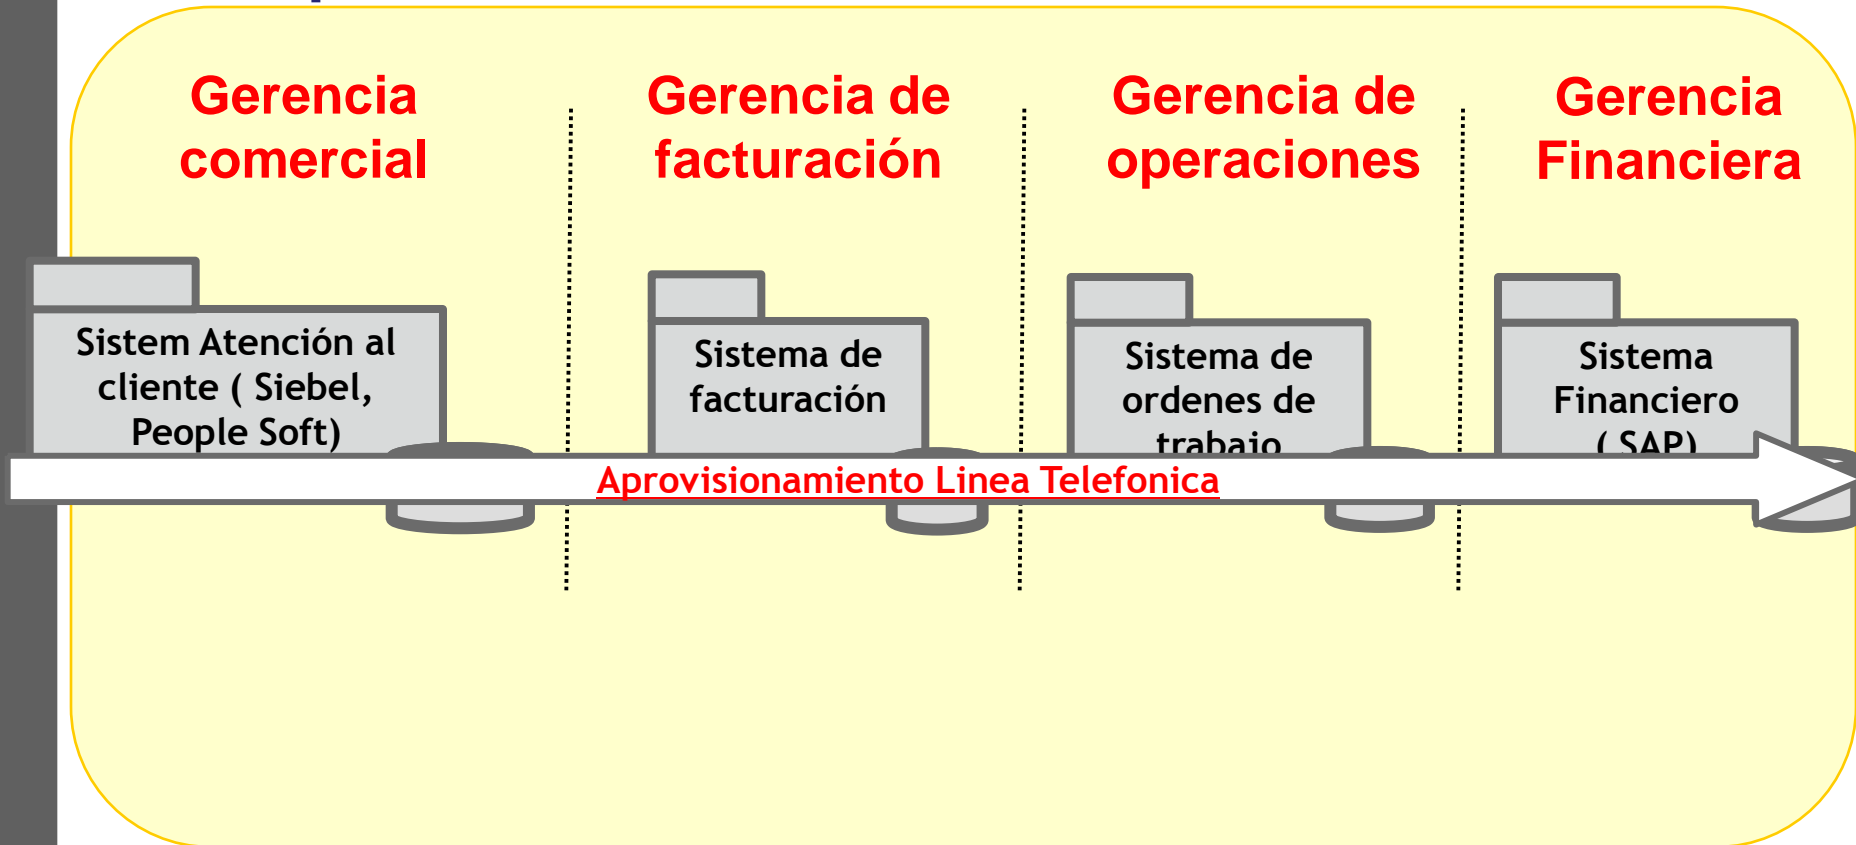 Gerencia
comercial
Gerencia de
facturación
Gerencia de
operaciones
Gerencia
Financiera
Sistem Atención al
cliente ( Siebel,
People Soft)
Sistema de
facturación
Sistema de
ordenes de
trabajo
Sistema
Financiero
( SAP)
Aprovisionamiento Linea Telefonica